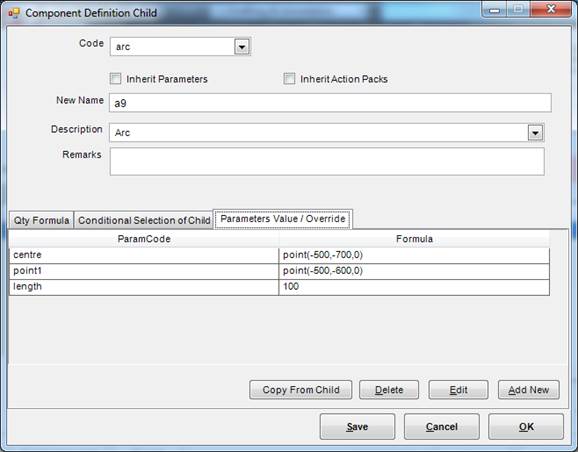 Component Definition Child
Code arc
Inherit Parameters Inherit Action Packs
New Name a9
Description Arc
Remarks
Qty Formula Conditional Selection of Child Parameters Value / Override
ParamCode Formula
centre point(-500,-700,0)
point1 point(-500,-600,0)
length 100
Copy From Child Delete Edit Add New
Save Cancel OK